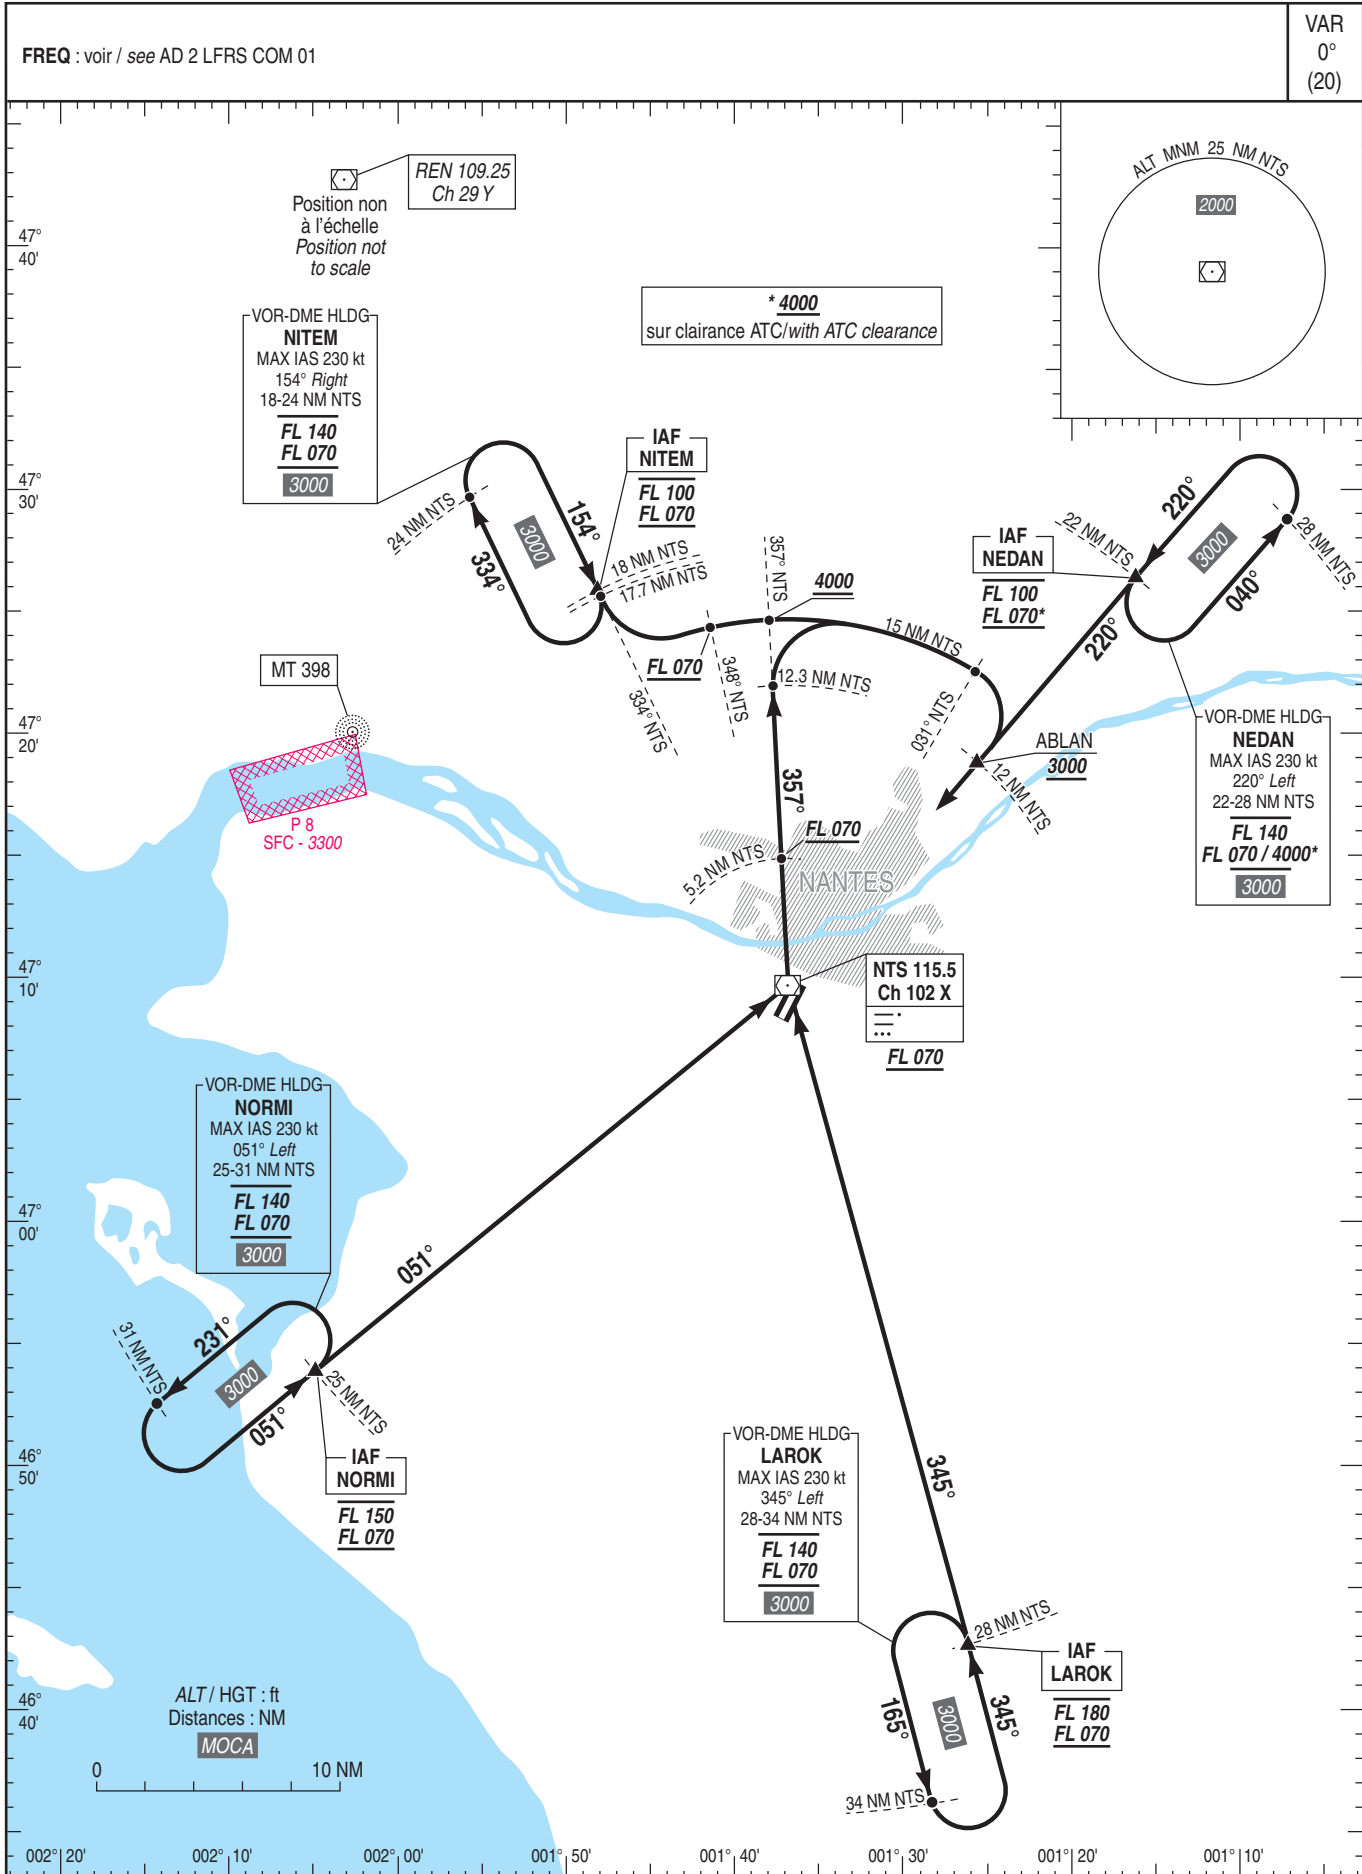 FREQ : voir / see AD 2 LFRS COM 01
VAR
0°
(20)
REN 109.25
Ch 29 Y
Position non
à l'échelle
Position not
to scale
ALT MNM 25 NM NTS
2000
* 4000
sur clairance ATC/with ATC clearance
VOR-DME HLDG
NITEM
MAX IAS 230 kt
154° Right
18-24 NM NTS
FL 140
FL 070
3000
IAF
NITEM
FL 100
FL 070
24 NM NTS
334°
3000
154°
18 NM NTS
17.7 NM NTS
FL 070
348° NTS
334° NTS
357° NTS
4000
15 NM NTS
12.3 NM NTS
031° NTS
IAF
NEDAN
FL 100
FL 070*
22 NM NTS
220°
3000
040°
28 NM NTS
220°
ABLAN
3000
12 NM NTS
VOR-DME HLDG
NEDAN
MAX IAS 230 kt
220° Left
22-28 NM NTS
FL 140
FL 070 / 4000*
3000
MT 398
P 8
SFC - 3300
357°
FL 070
5.2 NM NTS
NANTES
NTS 115.5
Ch 102 X
FL 070
VOR-DME HLDG
NORMI
MAX IAS 230 kt
051° Left
25-31 NM NTS
FL 140
FL 070
3000
051°
31 NM NTS
231°
3000
051°
25 NM NTS
IAF
NORMI
FL 150
FL 070
VOR-DME HLDG
LAROK
MAX IAS 230 kt
345° Left
28-34 NM NTS
FL 140
FL 070
3000
345°
28 NM NTS
IAF
LAROK
FL 180
FL 070
165°
3000
345°
34 NM NTS
ALT / HGT : ft
Distances : NM
MOCA
0 10 NM
47°
40'
47°
30'
47°
20'
47°
10'
47°
00'
46°
50'
46°
40'
002° 20' 002° 10' 002° 00' 001° 50' 001° 40' 001° 30' 001° 20' 001° 10'